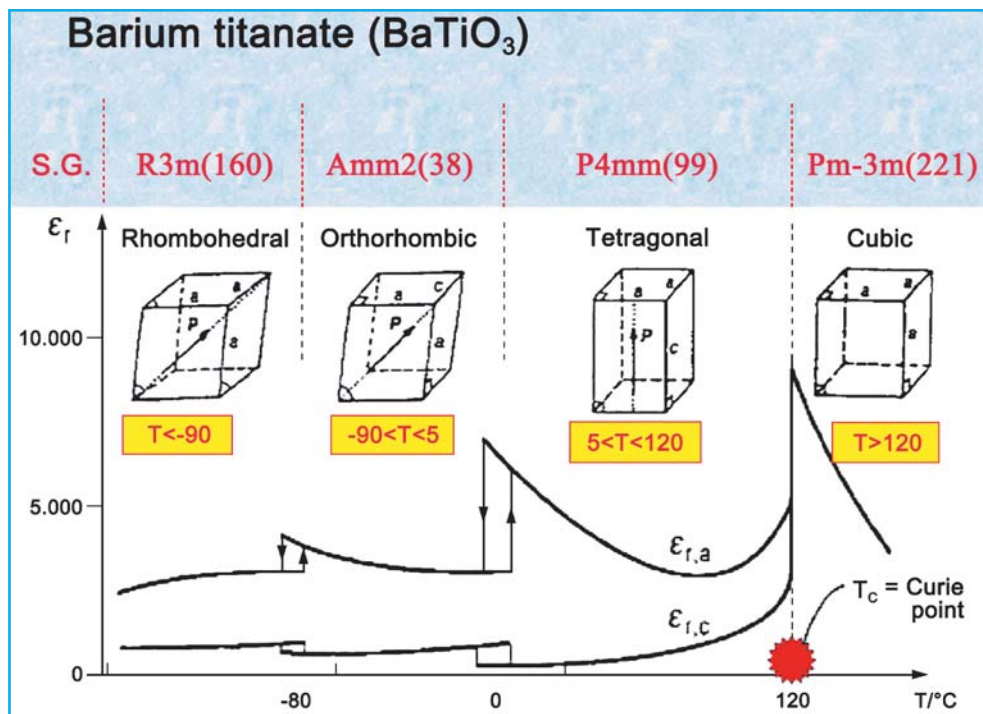 Barium titanate (BaTiO₃)
S.G. R3m(160) Amm2(38) P4mm(99) Pm-3m(221)
εr Rhombohedral Orthorhombic Tetragonal Cubic
a a a P
a c a P
a a c P
a a a
10.000
T<-90 -90<T<5 5<T<120 T>120
5.000
εr,a
εr,c
Tc = Curie
point
0
-80 0 120 T/°C